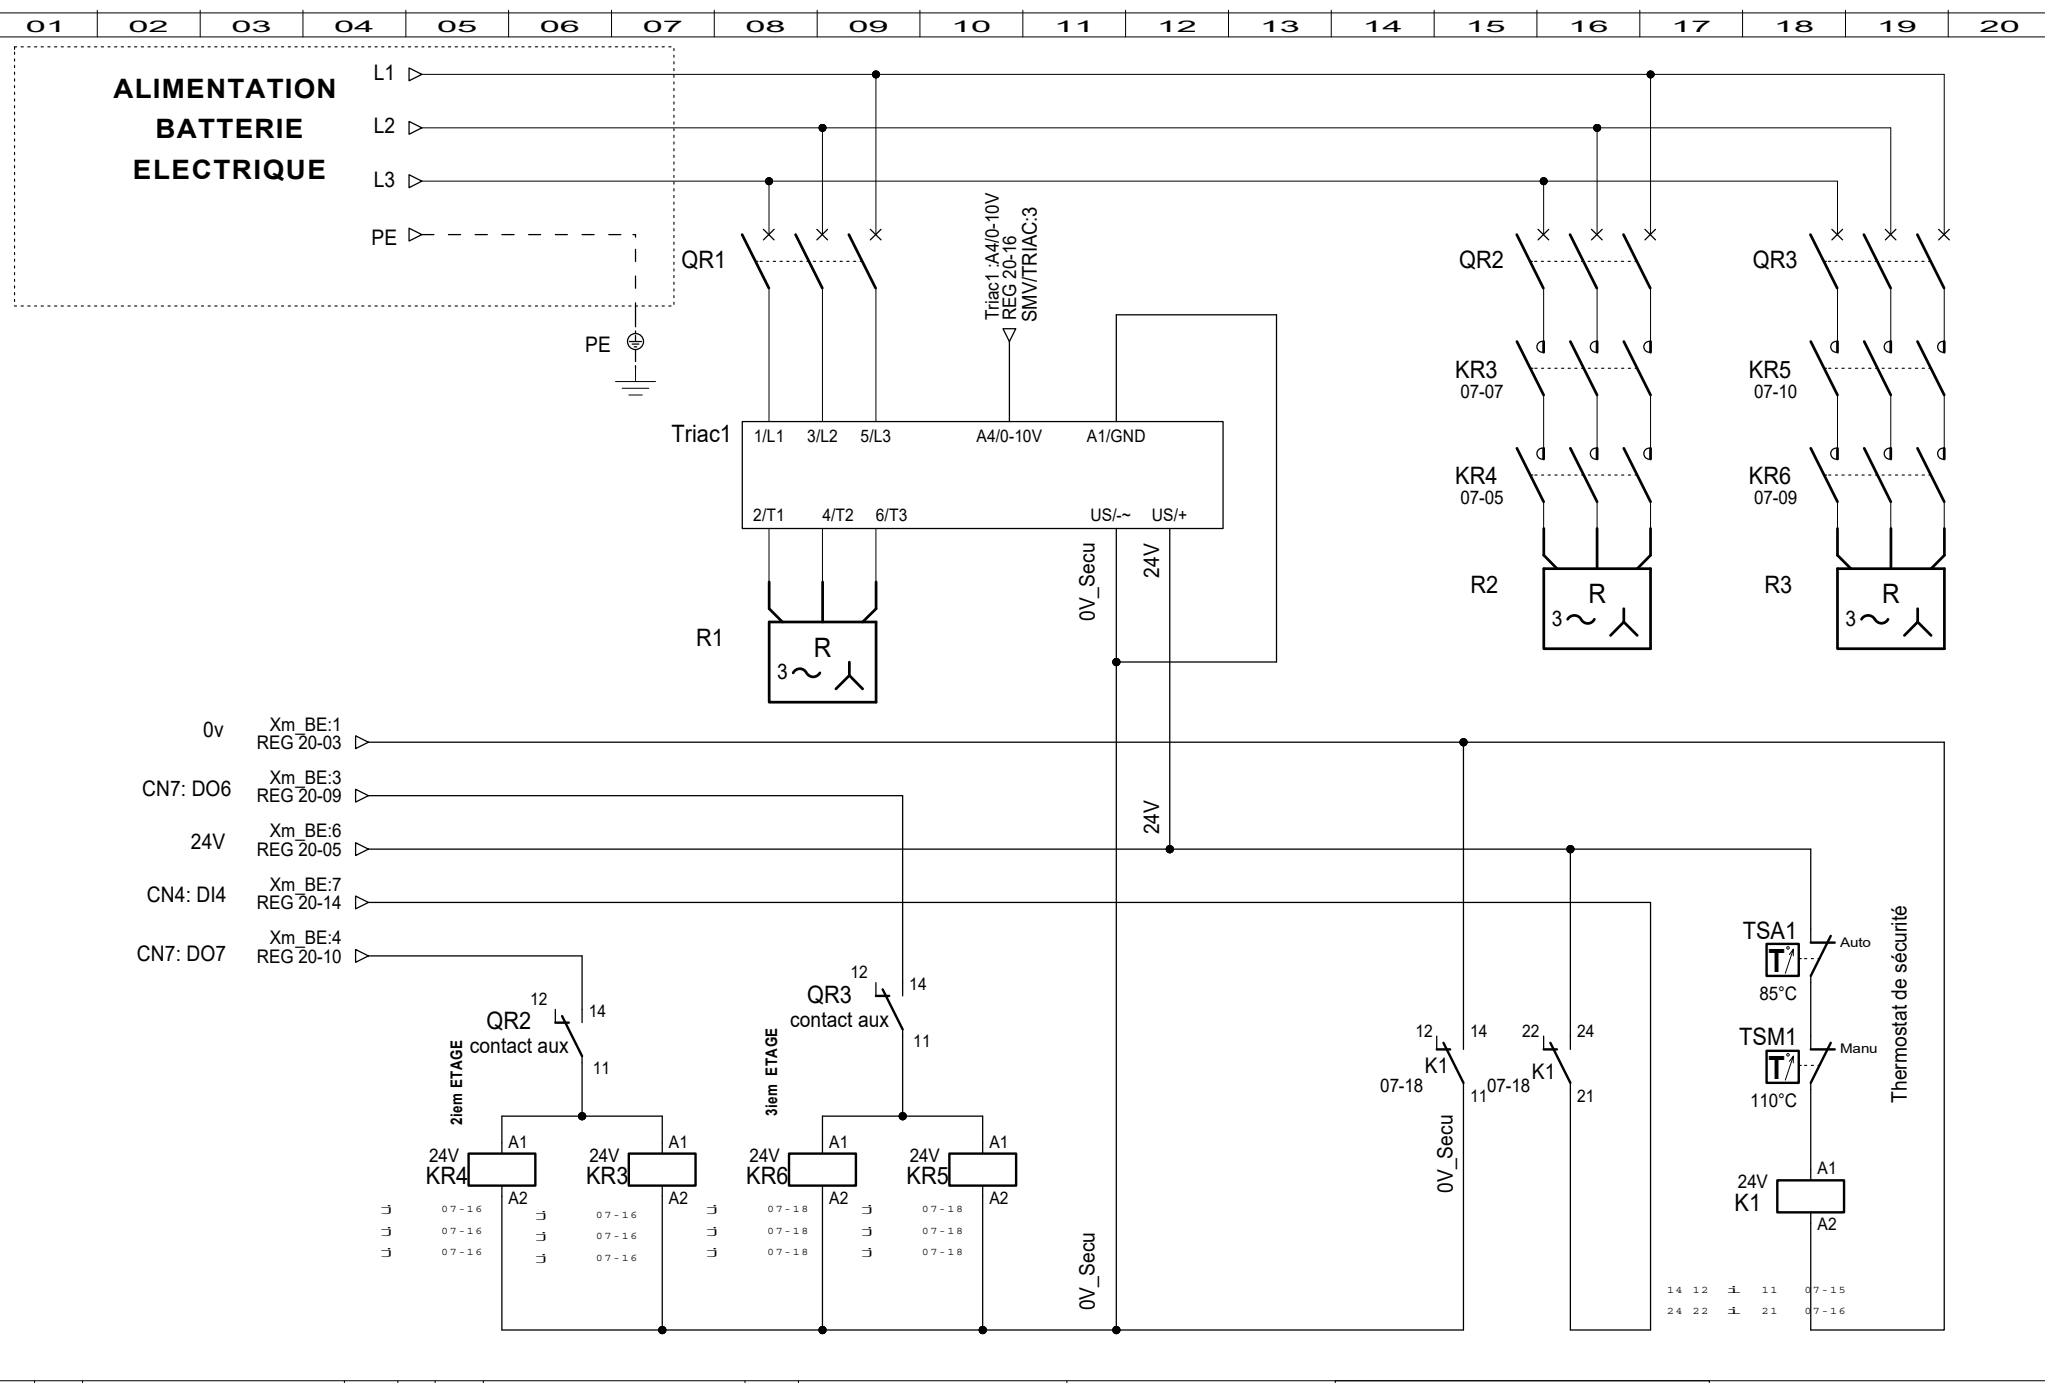 01 02 03 04 05 06 07 08 09 10 11 12 13 14 15 16 17 18 19 20
ALIMENTATION
BATTERIE
ELECTRIQUE
L1
L2
L3
PE
PE
QR1
Triac1 :A4/0-10V
REG 20-16
SMV/TRIAC:3
QR2
QR3
KR3
07-07
KR5
07-10
KR4
07-05
KR6
07-09
Triac1
1/L1 3/L2 5/L3 A4/0-10V A1/GND
2/T1 4/T2 6/T3 US/-~ US/+
0V_Secu
24V
R1
R
3
R2
R
3
R3
R
3
0v
Xm_BE:1
REG 20-03
CN7: DO6
Xm_BE:3
REG 20-09
24V
Xm_BE:6
REG 20-05
CN4: DI4
Xm_BE:7
REG 20-14
CN7: DO7
Xm_BE:4
REG 20-10
24V
12
14
QR2
contact aux
11
2iem ETAGE
12
14
QR3
contact aux
11
3iem ETAGE
24V
KR4
A1
A2
24V
KR3
A1
A2
24V
KR6
A1
A2
24V
KR5
A1
A2
07-16
07-16
07-16
07-16
07-16
07-16
07-18
07-18
07-18
07-18
07-18
07-18
0V_Secu
12
14
K1
07-18
11
0V_Secu
22
24
K1
07-18
21
TSA1
T°
Auto
85°C
TSM1
T°
Manu
110°C
Thermostat de sécurité
24V
K1
A1
A2
14 12 11 07-15
24 22 21 07-16